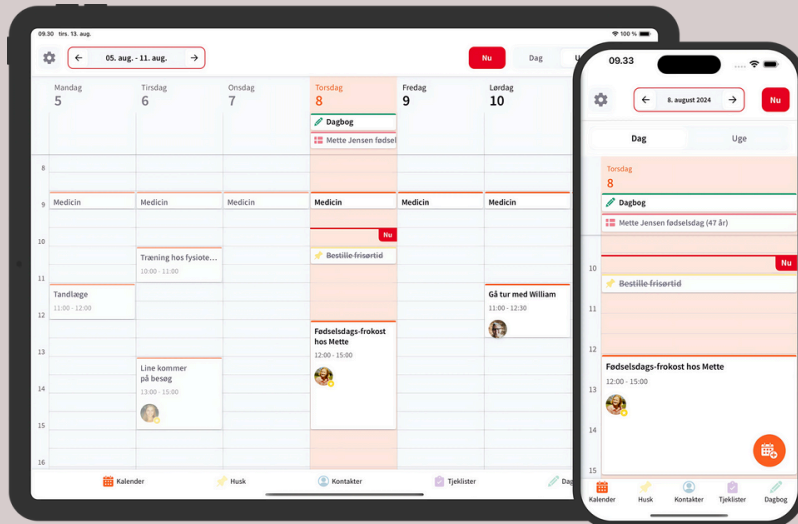 09.30 tirs. 13. aug.
100 %
05. aug. - 11. aug.
Nu
Dag
Mandag
5
Tirsdag
6
Onsdag
7
Torsdag
8
Fredag
9
Lørdag
10
Dagbog
Mette Jensen fødsel
8
9
Medicin
Medicin
Medicin
Medicin
Medicin
Medicin
Nu
10
Træning hos fysiote...
10:00 - 11:00
Bestille frisørtid
11
Tandlæge
11:00 - 12:00
Gå tur med William
11:00 - 12:30
12
Fødselsdags-frokost
hos Mette
12:00 - 15:00
13
Line kommer
på besøg
13:00 - 15:00
14
15
16
Kalender
Husk
Kontakter
Tjeklister
Dag
09.33
8. august 2024
Nu
Dag
Uge
Torsdag
8
Dagbog
Mette Jensen fødselsdag (47 år)
Nu
10
Bestille frisørtid
11
12
Fødselsdags-frokost hos Mette
12:00 - 15:00
13
14
15
Kalender
Husk
Kontakter
Tjeklister
Dagbog